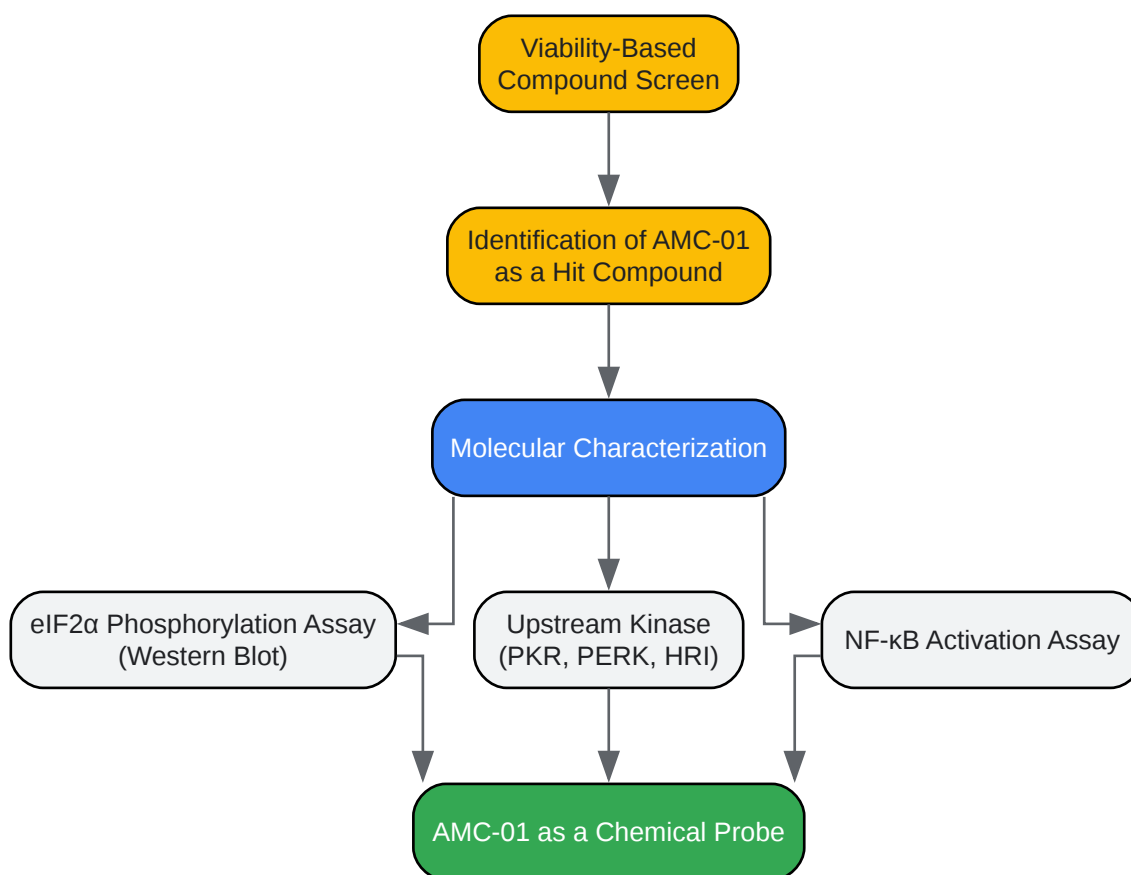 Viability-Based
Compound Screen
Identification of AMC-01
as a Hit Compound
Molecular Characterization
eIF2α Phosphorylation Assay
(Western Blot)
Upstream Kinase
(PKR, PERK, HRI)
NF-κB Activation Assay
AMC-01 as a Chemical Probe